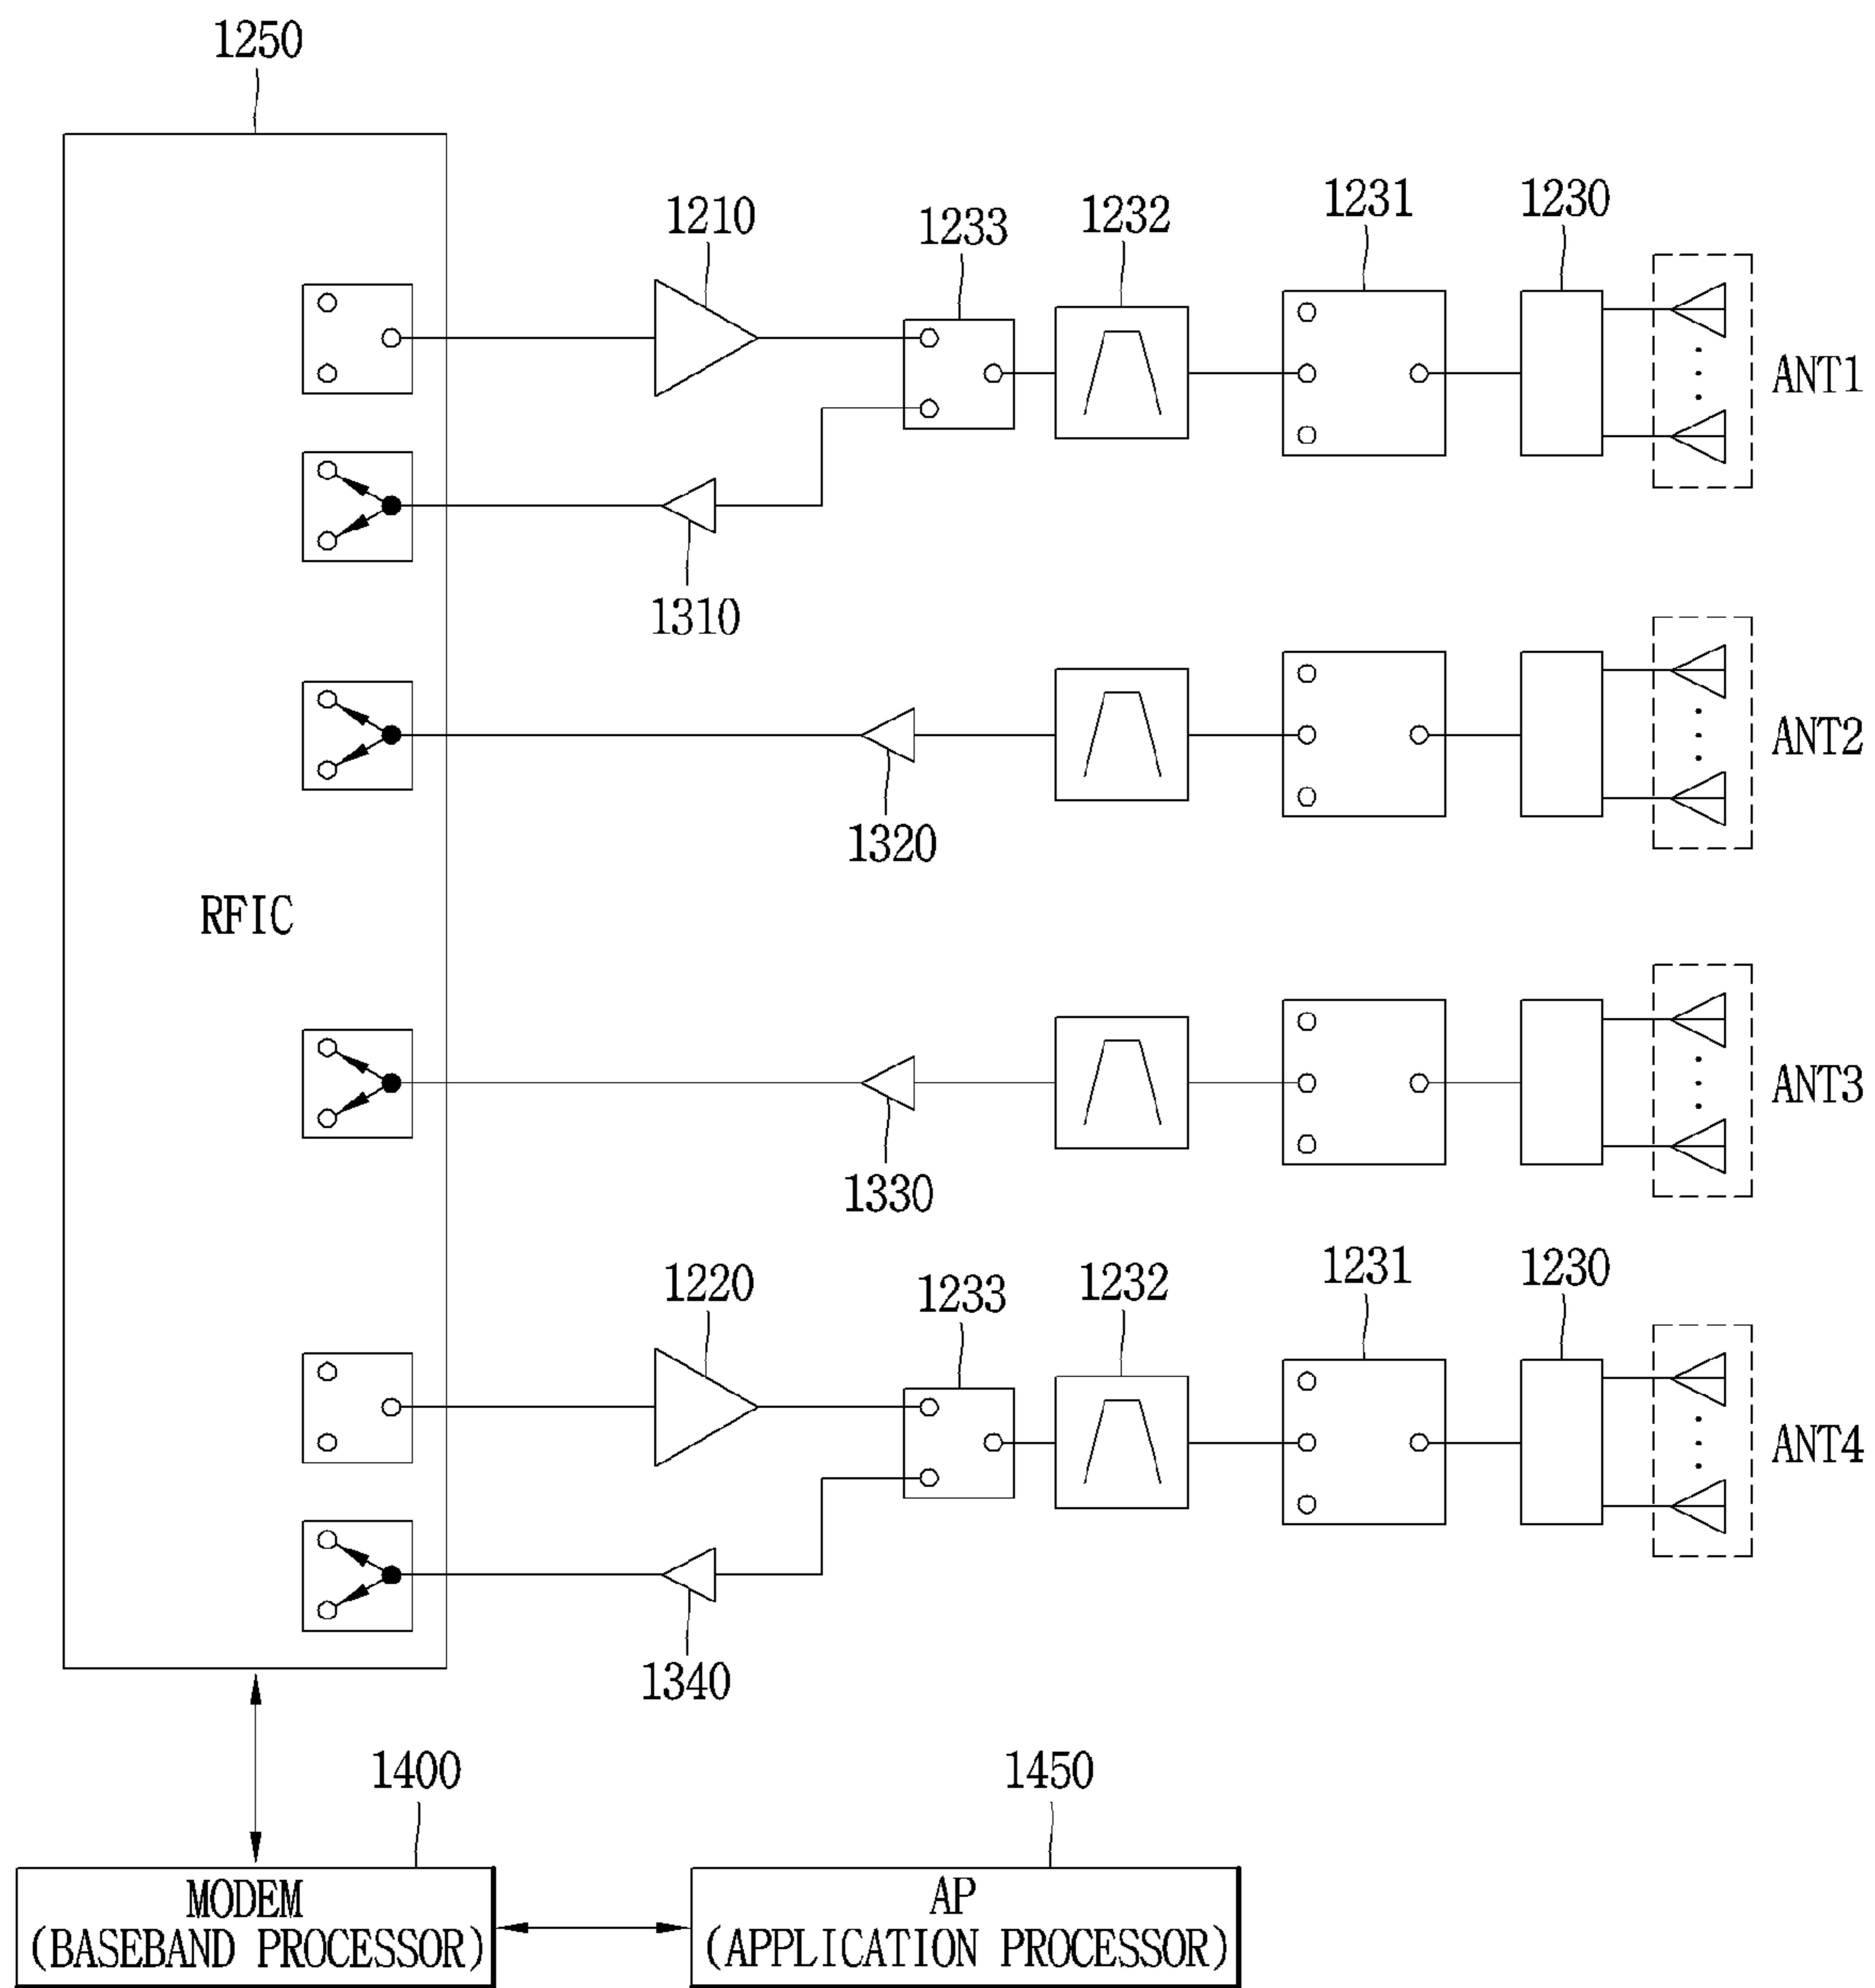 1250
1210
1233
1232
1231
1230
ANT1
1310
ANT2
1320
RFIC
ANT3
1330
1220
1233
1232
1231
1230
ANT4
1340
1400
1450
MODEM
(BASEBAND PROCESSOR)
AP
(APPLICATION PROCESSOR)